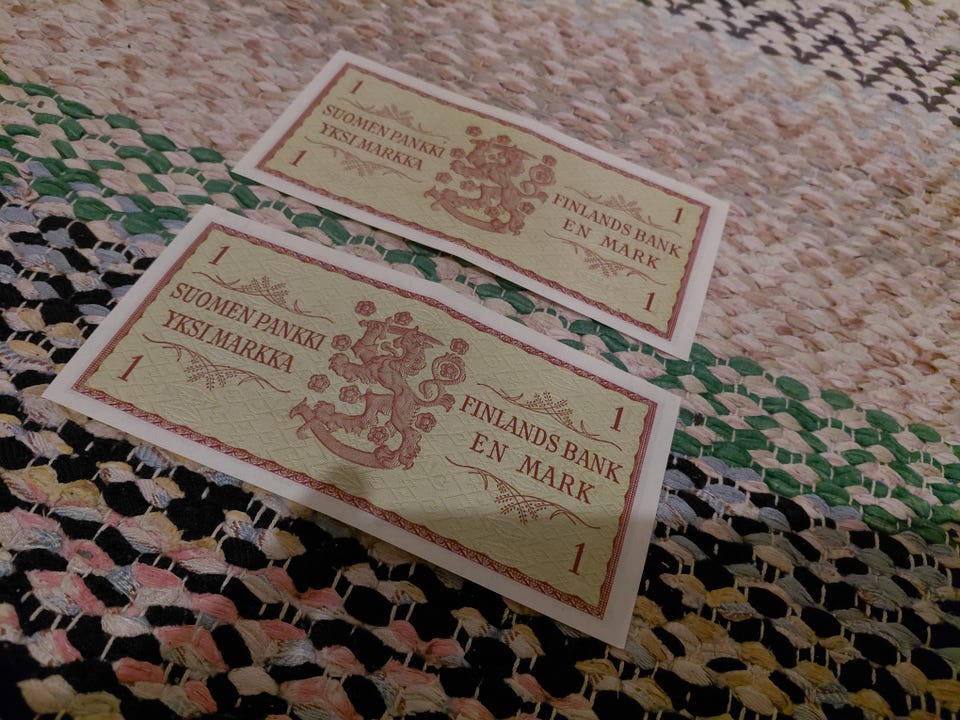 1
SUOMEN PANKKI
YKSI MARKKA
1
1
FINLANDS BANK
EN MARK
1
1
SUOMEN PANKKI
YKSI MARKKA
1
1
FINLANDS BANK
EN MARK
1